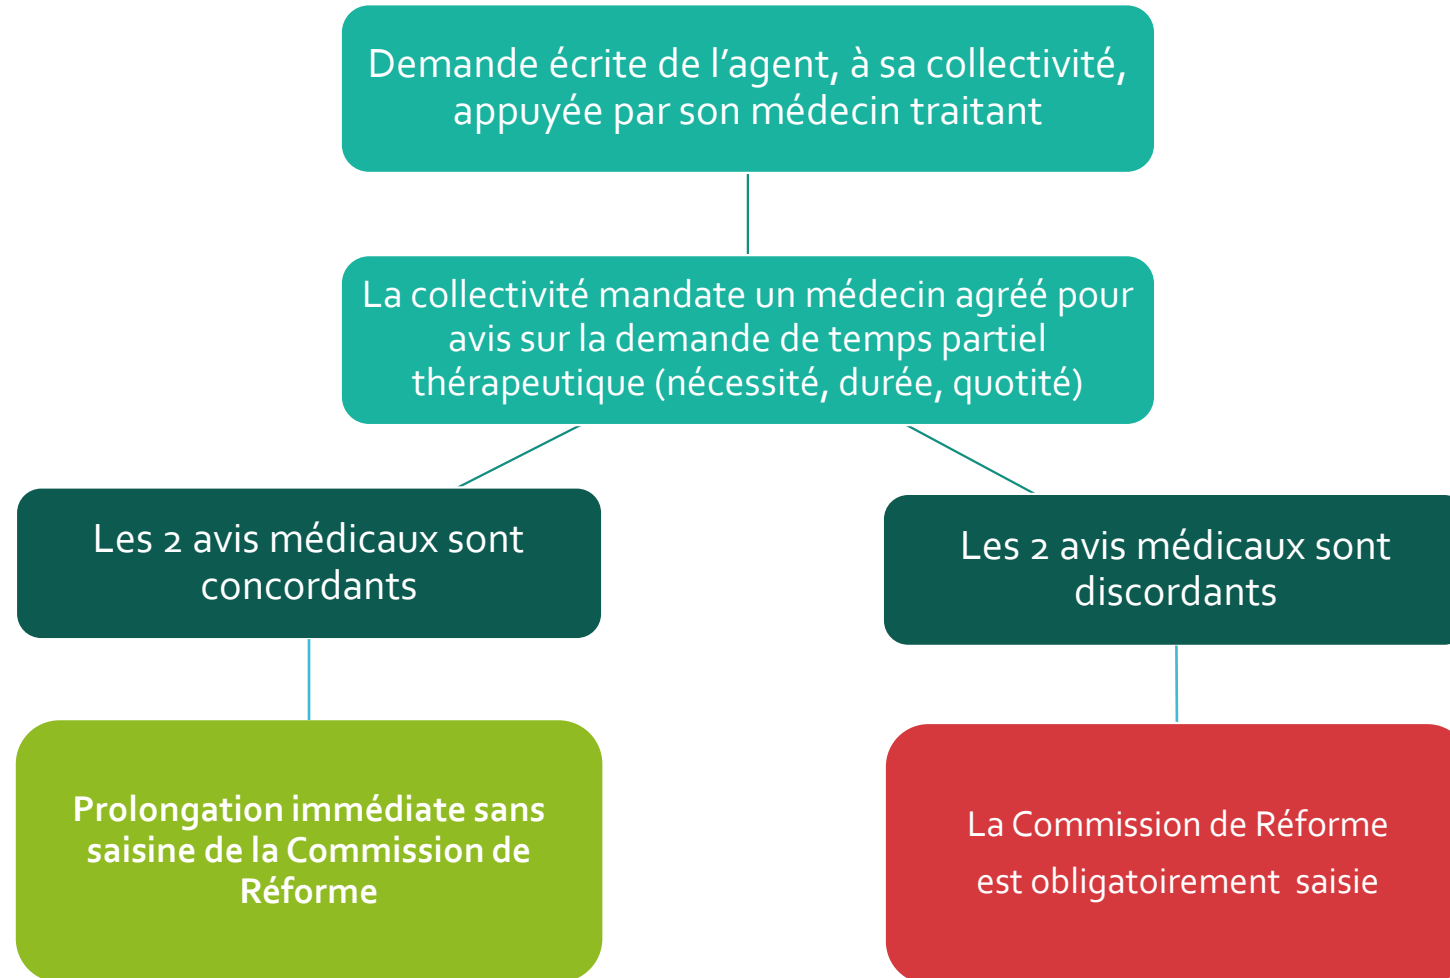 Demande écrite de l'agent, à sa collectivité,
appuyée par son médecin traitant
La collectivité mandate un médecin agréé pour
avis sur la demande de temps partiel
thérapeutique (nécessité, durée, quotité)
Les 2 avis médicaux sont
concordants
Les 2 avis médicaux sont
discordants
Prolongation immédiate sans
saisine de la Commission de
Réforme
La Commission de Réforme
est obligatoirement saisie